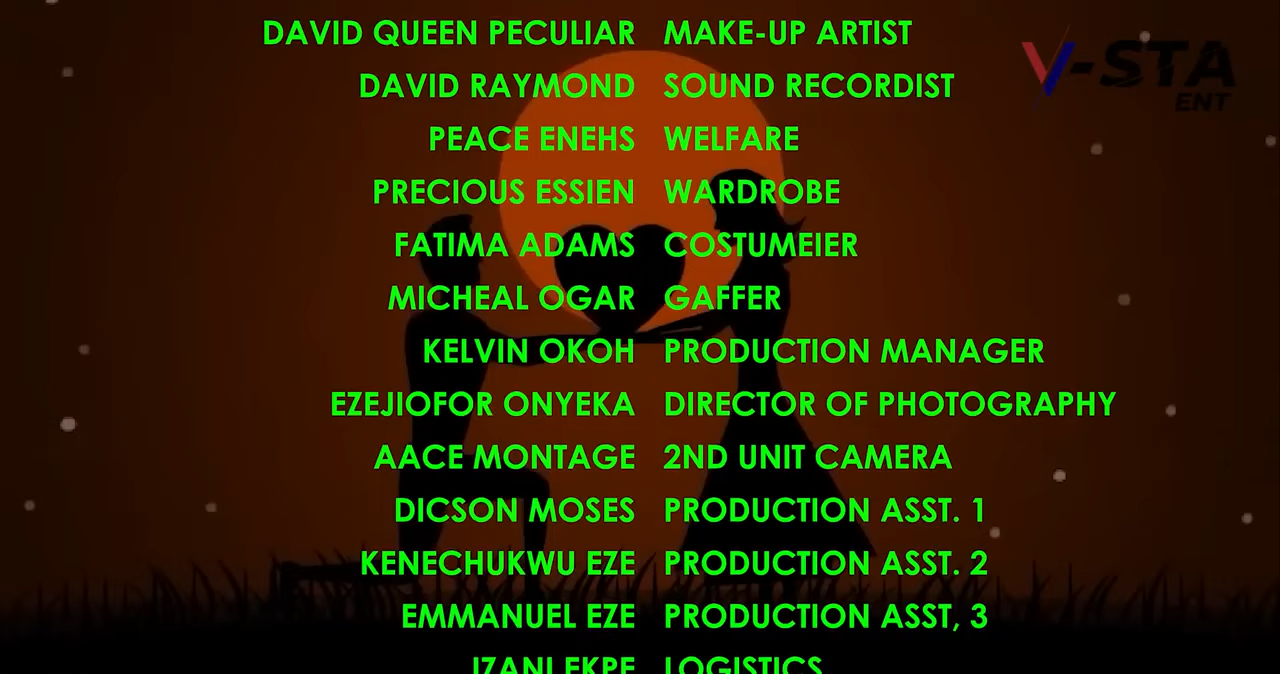 DAVID QUEEN PECULIAR MAKE-UP ARTIST
V-STA
ENT
DAVID RAYMOND SOUND RECORDIST
PEACE ENEHS WELFARE
PRECIOUS ESSIEN WARDROBE
FATIMA ADAMS COSTUMEIER
MICHEAL OGAR GAFFER
KELVIN OKOH PRODUCTION MANAGER
EZEJIOFOR ONYEKA DIRECTOR OF PHOTOGRAPHY
AACE MONTAGE 2ND UNIT CAMERA
DICSON MOSES PRODUCTION ASST. 1
KENECHUKWU EZE PRODUCTION ASST. 2
EMMANUEL EZE PRODUCTION ASST, 3
IZANI EKPE LOGISTICS